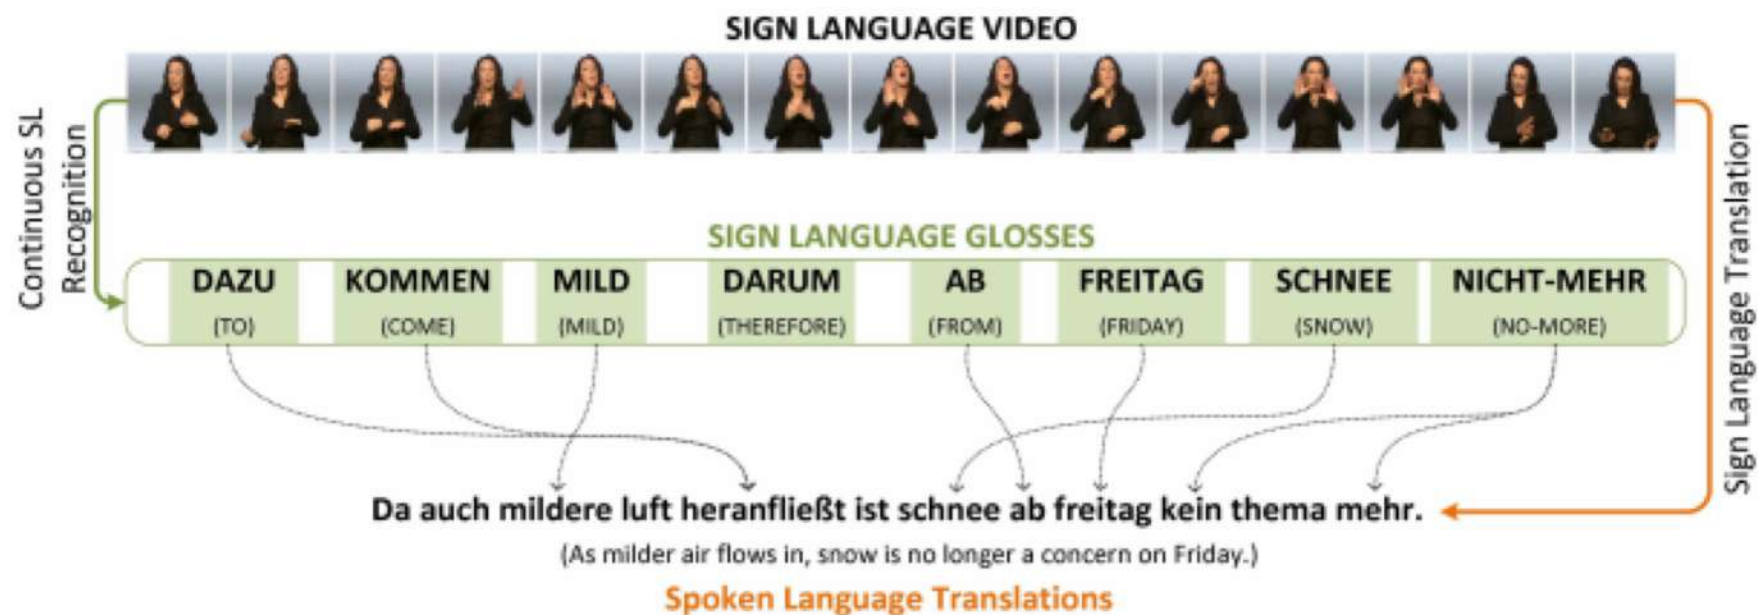 SIGN LANGUAGE VIDEO
Continuous SL
Recognition
SIGN LANGUAGE GLOSSES
DAZU KOMMEN MILD DARUM AB FREITAG SCHNEE NICHT-MEHR
(TO) (COME) (MILD) (THEREFORE) (FROM) (FRIDAY) (SNOW) (NO-MORE)
Sign Language Translation
Da auch mildere luft heranfließt ist schnee ab freitag kein thema mehr.
(As milder air flows in, snow is no longer a concern on Friday.)
Spoken Language Translations